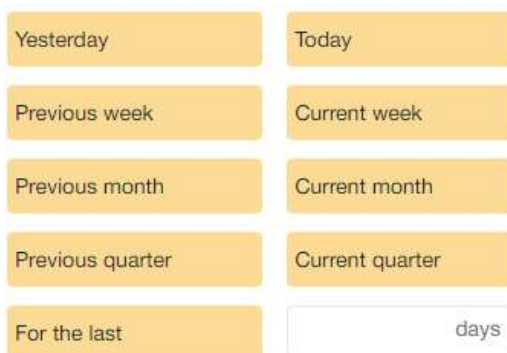 Yesterday Today
Previous week Current week
Previous month Current month
Previous quarter Current quarter
For the last days